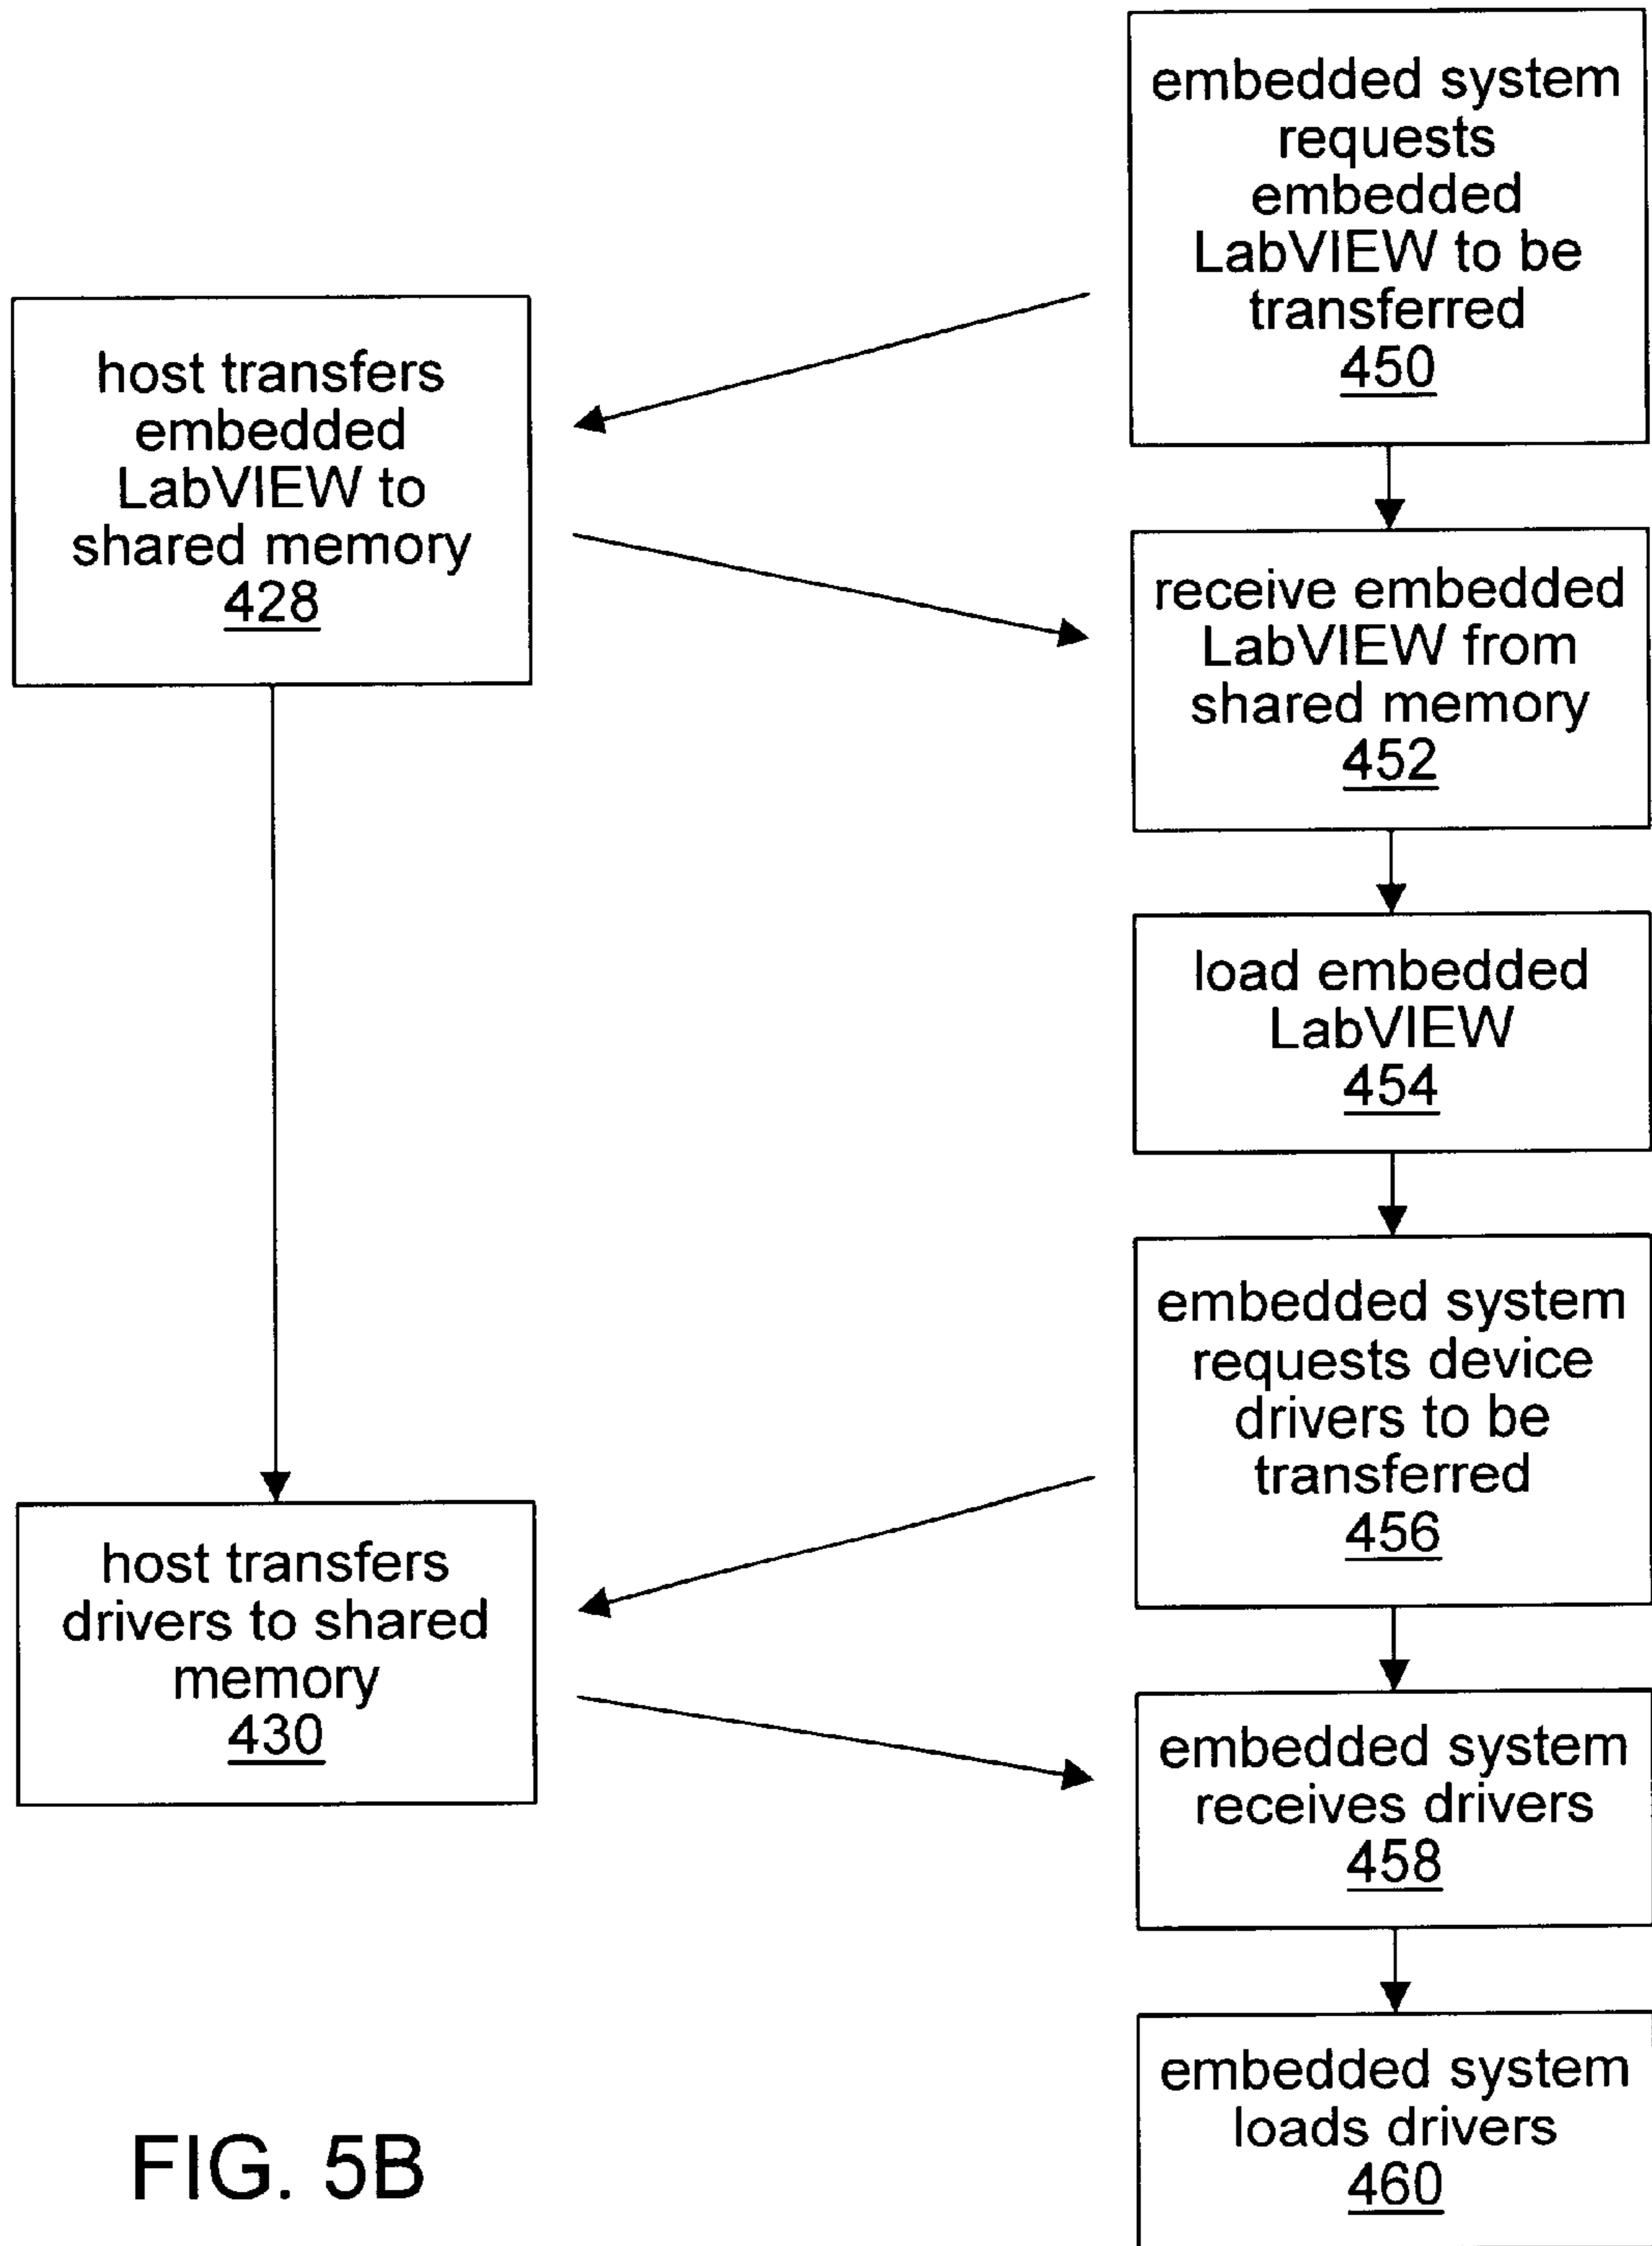 embedded system
requests
embedded
LabVIEW to be
transferred
450
host transfers
embedded
LabVIEW to
shared memory
428
receive embedded
LabVIEW from
shared memory
452
load embedded
LabVIEW
454
embedded system
requests device
drivers to be
transferred
456
host transfers
drivers to shared
memory
430
embedded system
receives drivers
458
embedded system
loads drivers
460
FIG. 5B